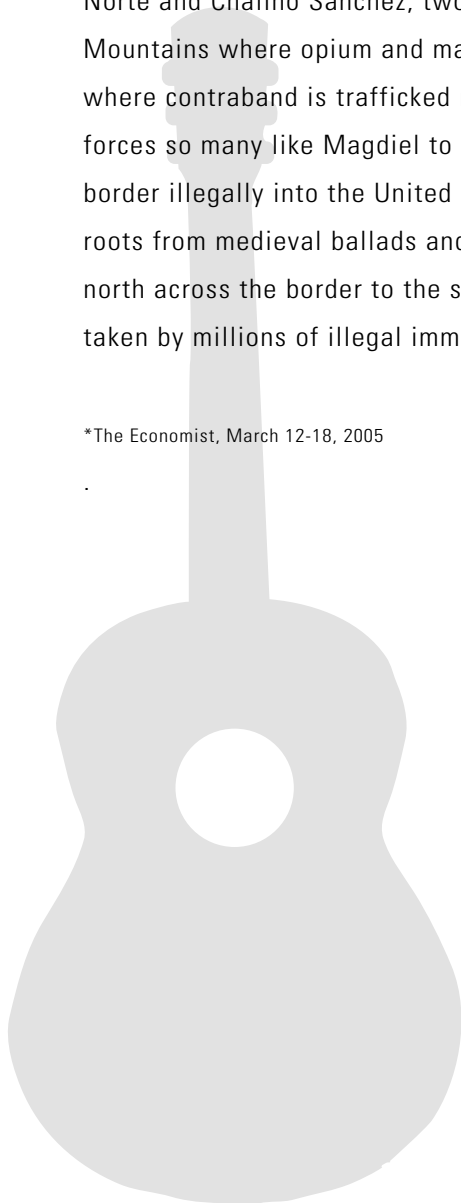 Norte and Chalino Sánchez, two
Mountains where opium and ma
where contraband is trafficked
forces so many like Magdiel to
border illegally into the United
roots from medieval ballads and
north across the border to the s
taken by millions of illegal imm
*The Economist, March 12-18, 2005
.